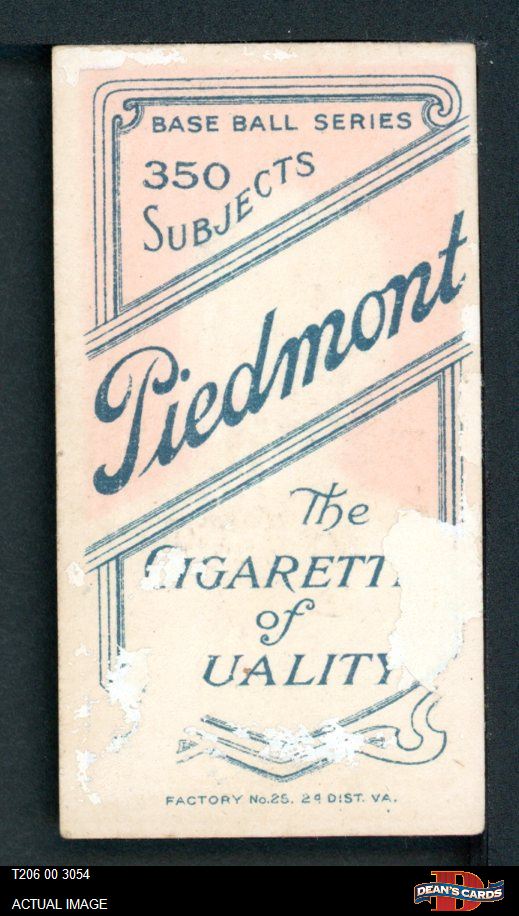 BASE BALL SERIES
350
SUBJECTS
Piedmont
The
CIGARETT
of
UALITY
FACTORY No.25. 2D DIST. VA.
T206 00 3054
ACTUAL IMAGE
D
DEAN'S CARDS